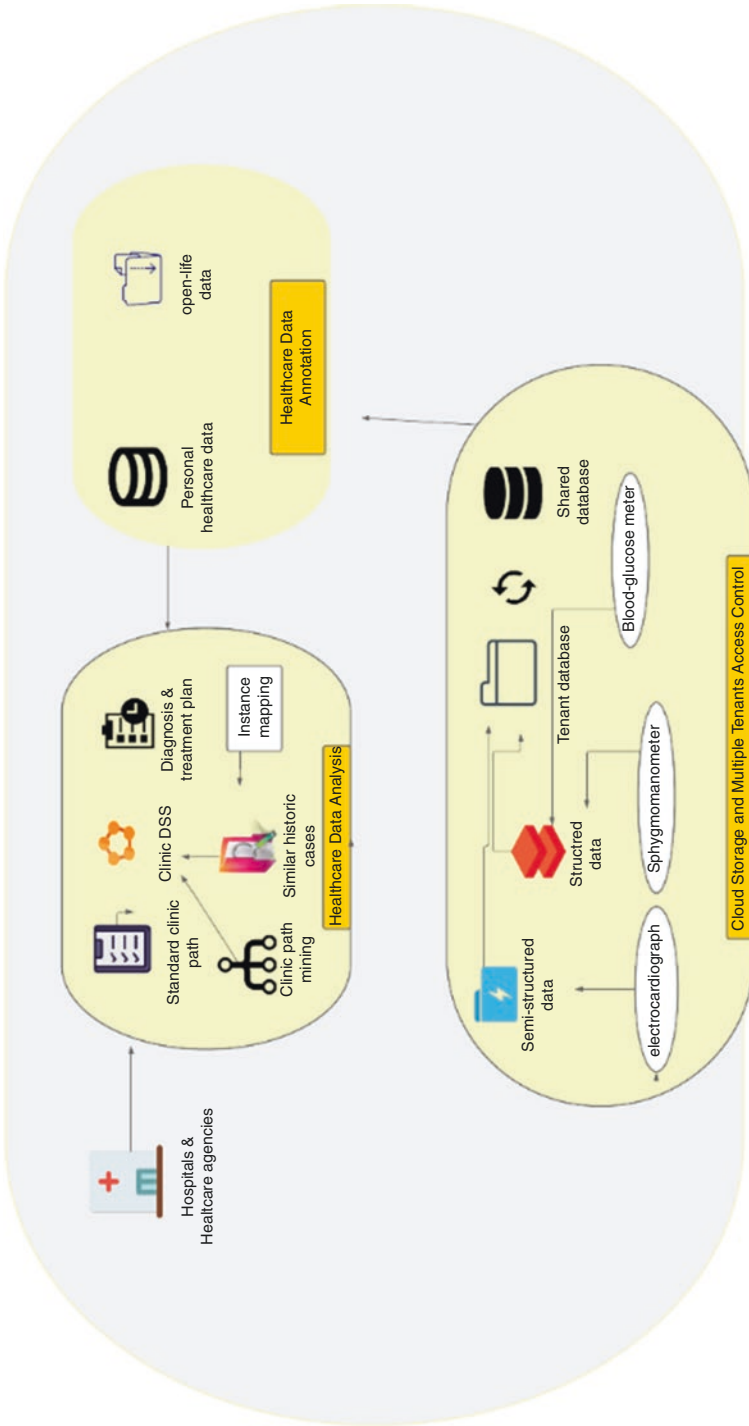 Hospitals &
Healtcare agencies
Standard clinic
path
Clinic DSS
Diagnosis &
treatment plan
Clinic path
mining
Similar historic
cases
Instance
mapping
Healthcare Data Analysis
Personal
healthcare data
open-life
data
Healthcare Data
Annotation
Semi-structured
data
Structred
data
Tenant database
Shared
database
electrocardiograph
Sphygmomanometer
Blood-glucose meter
Cloud Storage and Multiple Tenants Access Control